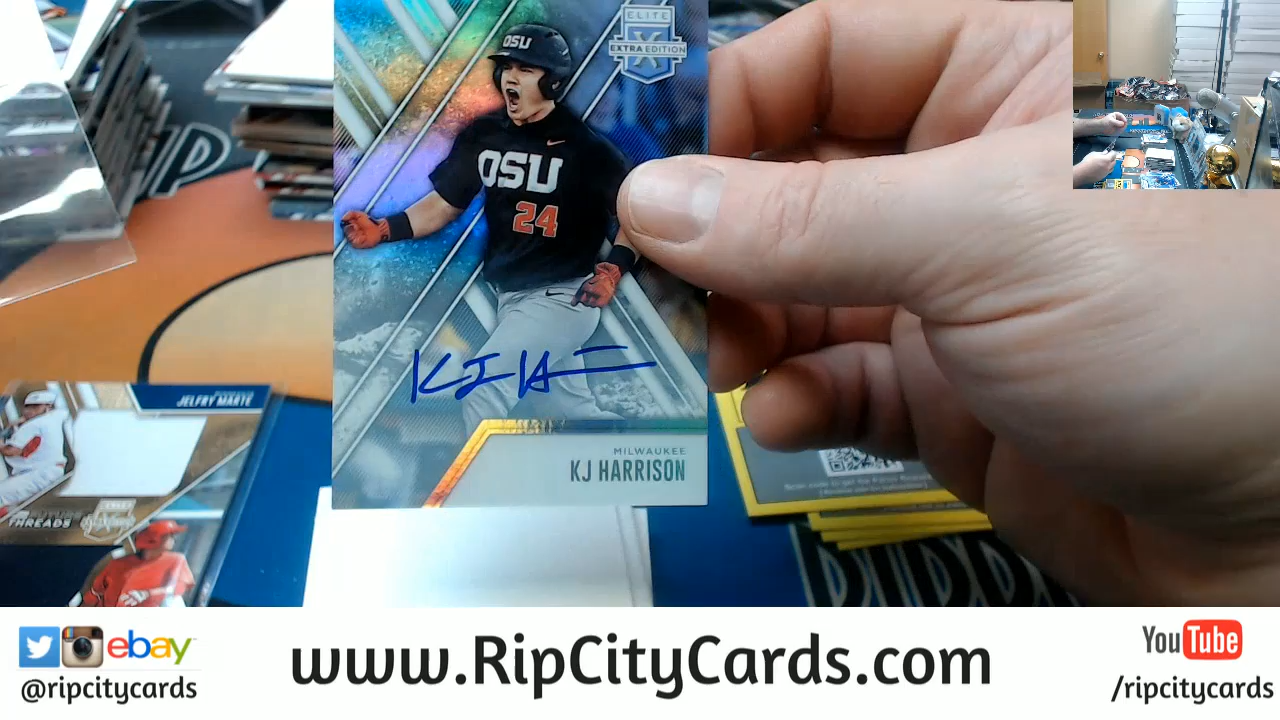 ELITE
X
EXTRA EDITION
OSU
OSU
24
KJ H
MILWAUKEE
KJ HARRISON
JELFRY MARTE
THREADS
ebay
@ripcitycards
www.RipCityCards.com
YouTube
/ripcitycards